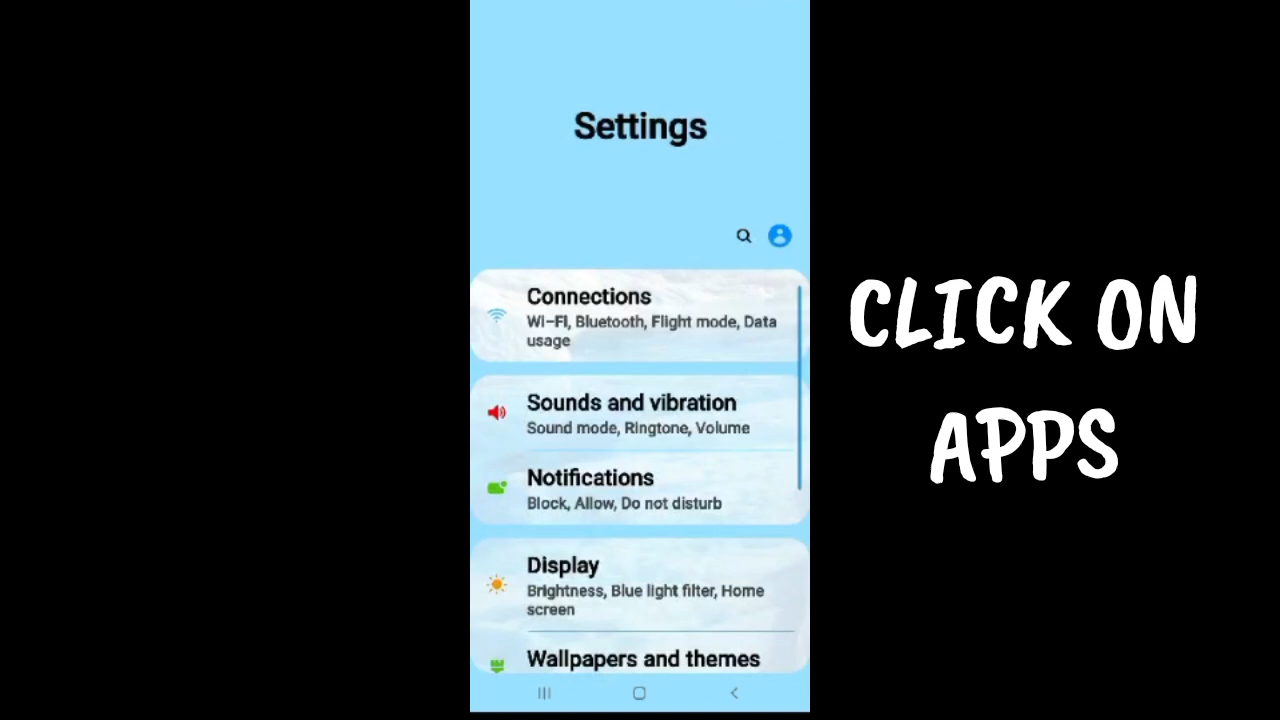 Settings
Connections
Wi-Fi, Bluetooth, Flight mode, Data
usage
Sounds and vibration
Sound mode, Ringtone, Volume
Notifications
Block, Allow, Do not disturb
Display
Brightness, Blue light filter, Home
screen
Wallpapers and themes
CLICK ON
APPS